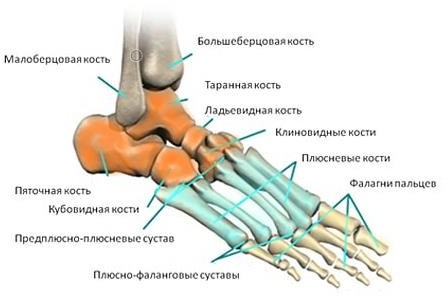 Большеберцовая кость
Малоберцовая кость
Таранная кость
Ладьевидная кость
Клиновидные кости
Плюсневые кости
Фалагни пальцев
Пяточная кость
Кубовидная кости
Предплюсно-плюсневые сустав
Плюсно-фаланговые суставы